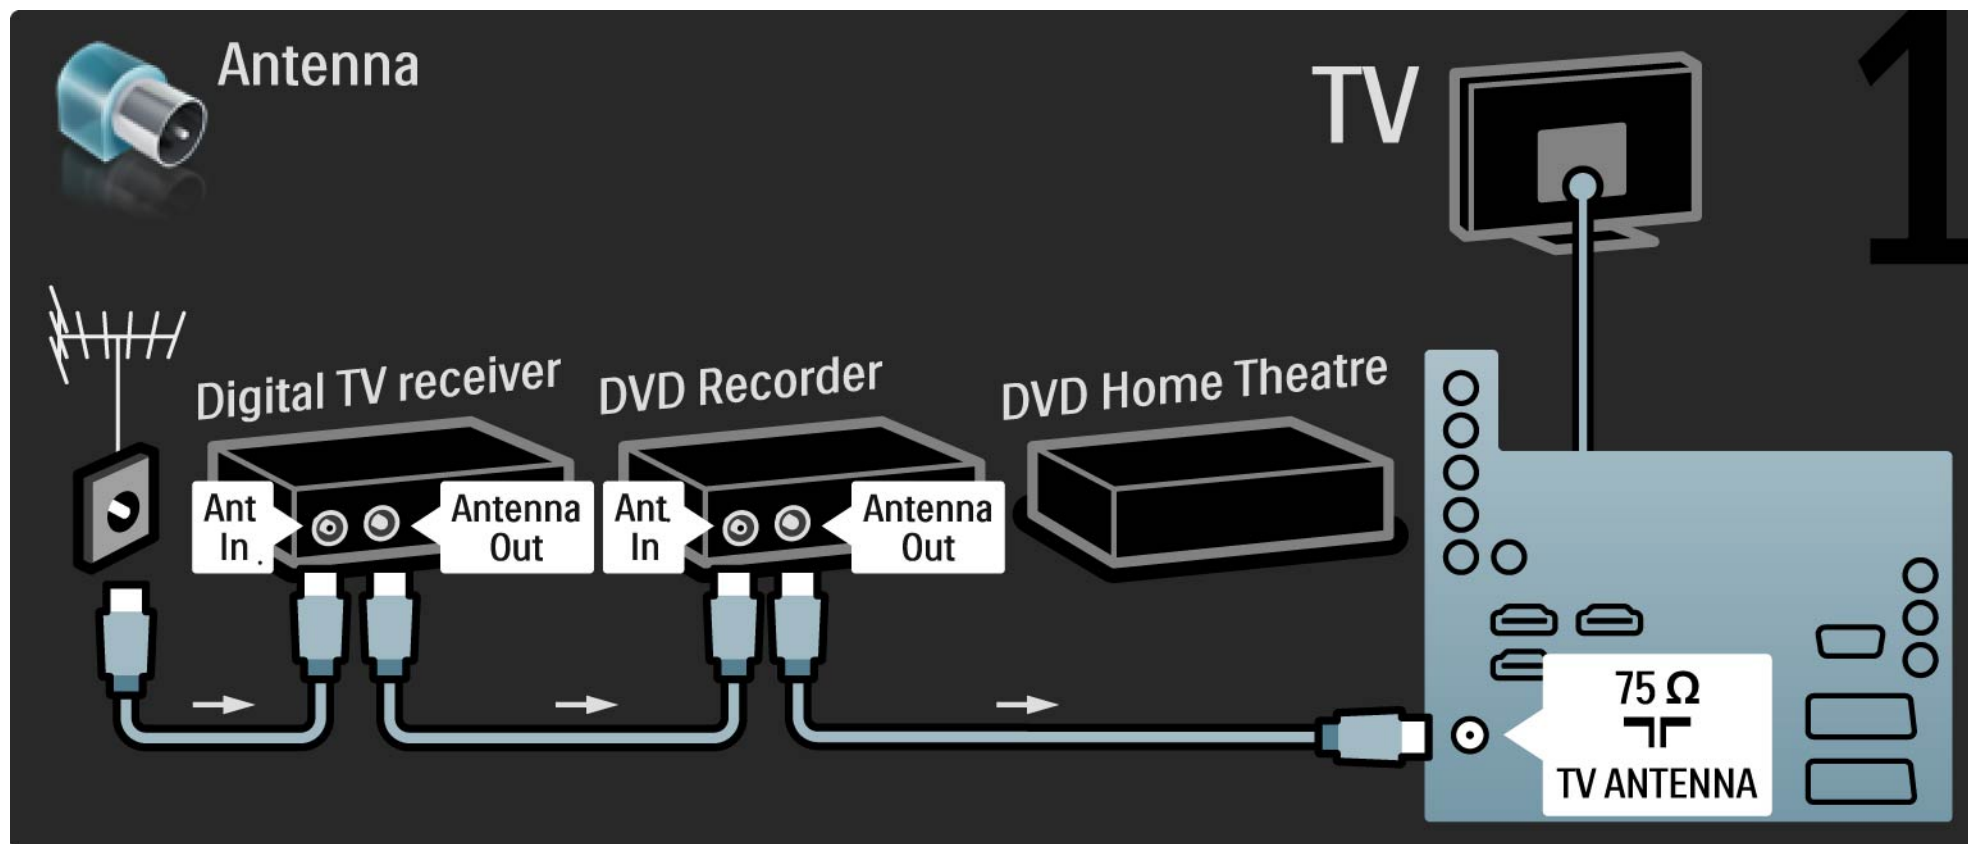 Antenna
TV
1
Digital TV receiver
DVD Recorder
DVD Home Theatre
Ant
In .
Antenna
Out
Ant.
In
Antenna
Out
75 Ω
TV ANTENNA